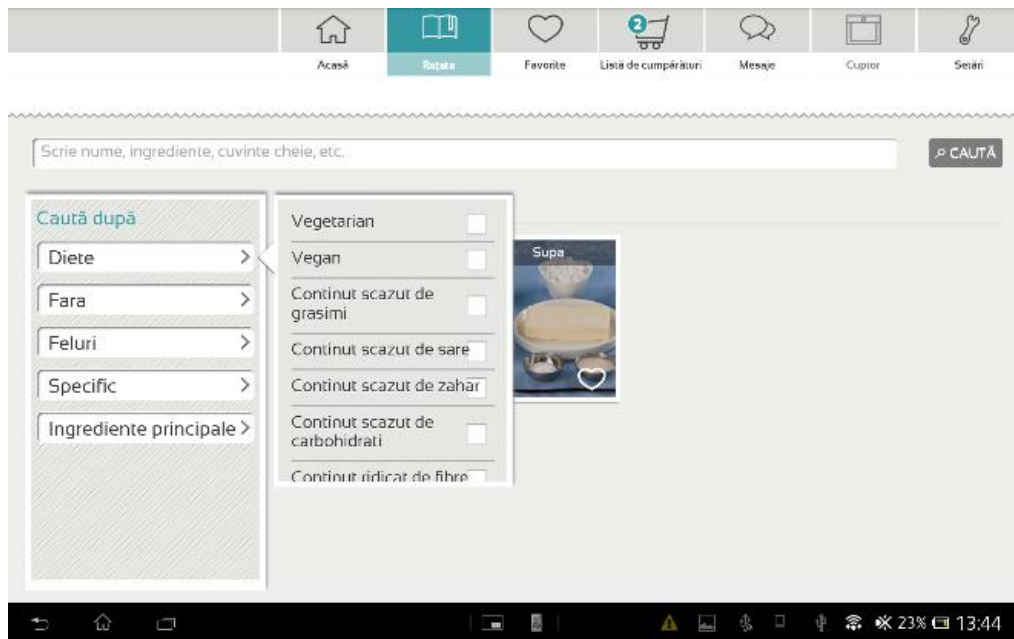 2
Acasă
Rețete
Favorite
Listă de cumpărături
Mesaje
Cuptor
Setări
Scrie nume, ingrediente, cuvinte cheie, etc.
CAUTĂ
Caută după
Diete
Fara
Feluri
Specific
Ingrediente principale
Vegetarian
Vegan
Continut scazut de
grasimi
Continut scazut de sare
Continut scazut de zahar
Continut scazut de
carbohidrati
Continut ridicat de fibre
Supa
23% 13:44